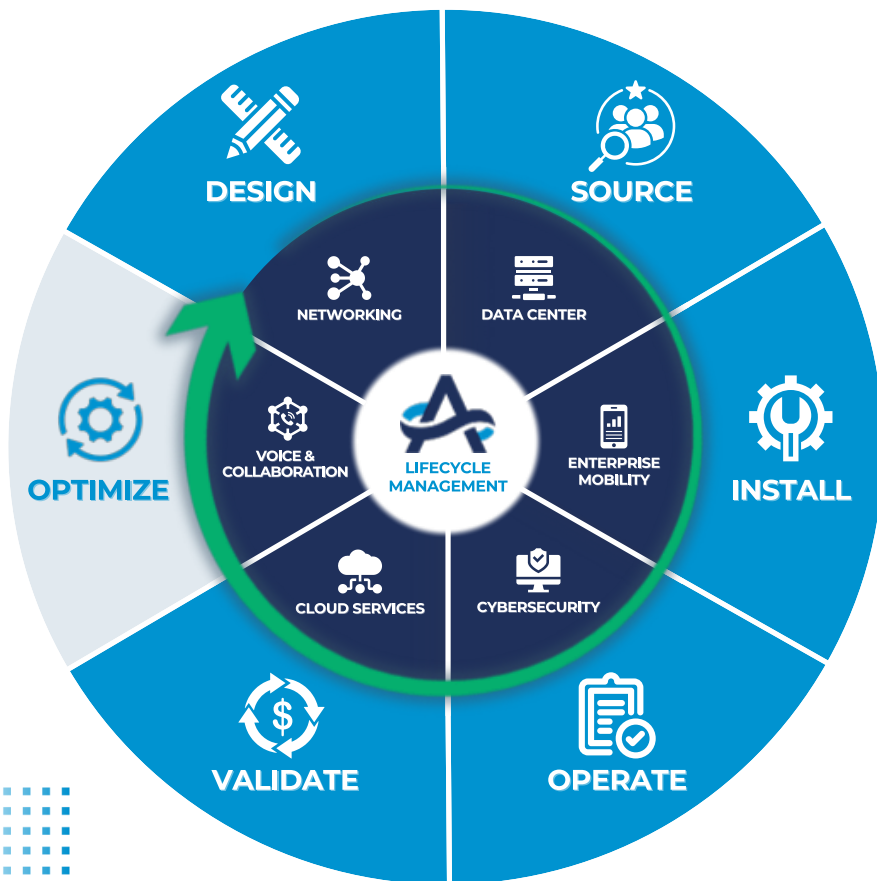 DESIGN
SOURCE
NETWORKING
DATA CENTER
OPTIMIZE
VOICE &
COLLABORATION
LIFECYCLE
MANAGEMENT
ENTERPRISE
MOBILITY
INSTALL
CLOUD SERVICES
CYBERSECURITY
$
VALIDATE
OPERATE